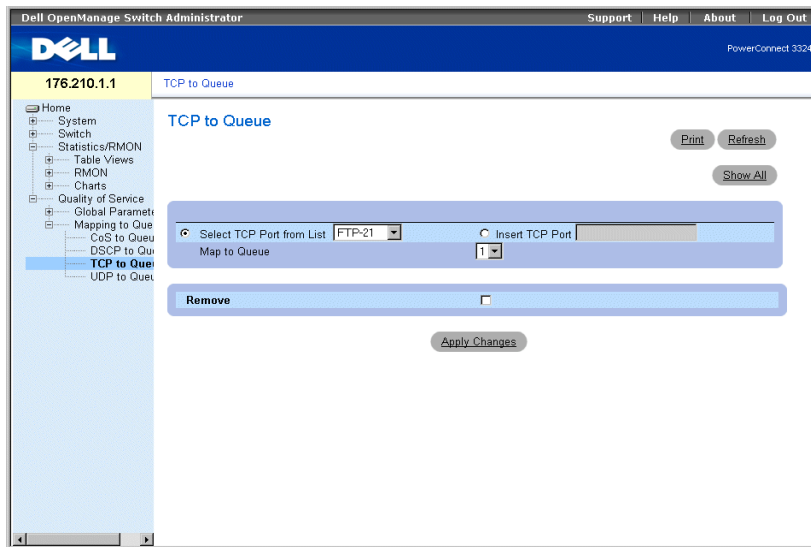 Dell OpenManage Switch Administrator
Support | Help | About | Log Out
DELL
PowerConnect 3324
176.210.1.1
TCP to Queue
Home
System
Switch
Statistics/RMON
Table Views
RMON
Charts
Quality of Service
Global Paramete
Mapping to Que
CoS to Queu
DSCP to Qu
TCP to Que
UDP to Queu
TCP to Queue
Print Refresh
Show All
Select TCP Port from List FTP-21 Insert TCP Port
Map to Queue 1
Remove
Apply Changes